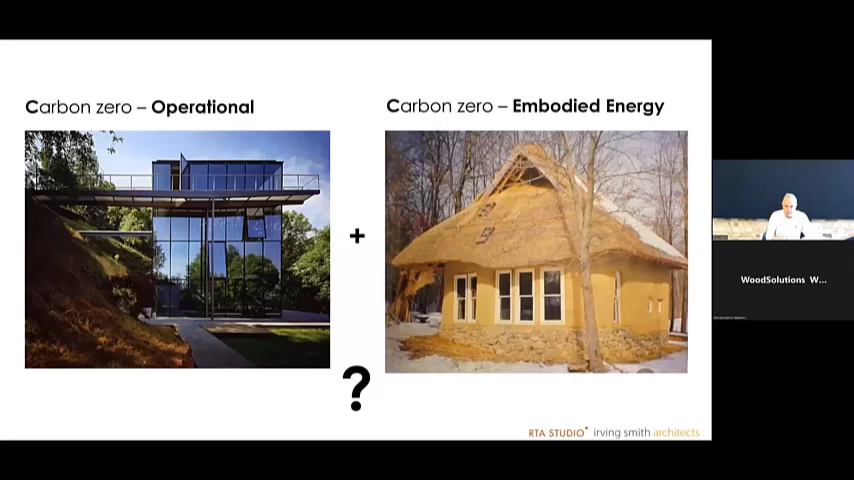 Carbon zero – Operational
Carbon zero – Embodied Energy
+
?
RTA STUDIO irving smith architects
WoodSolutions W...